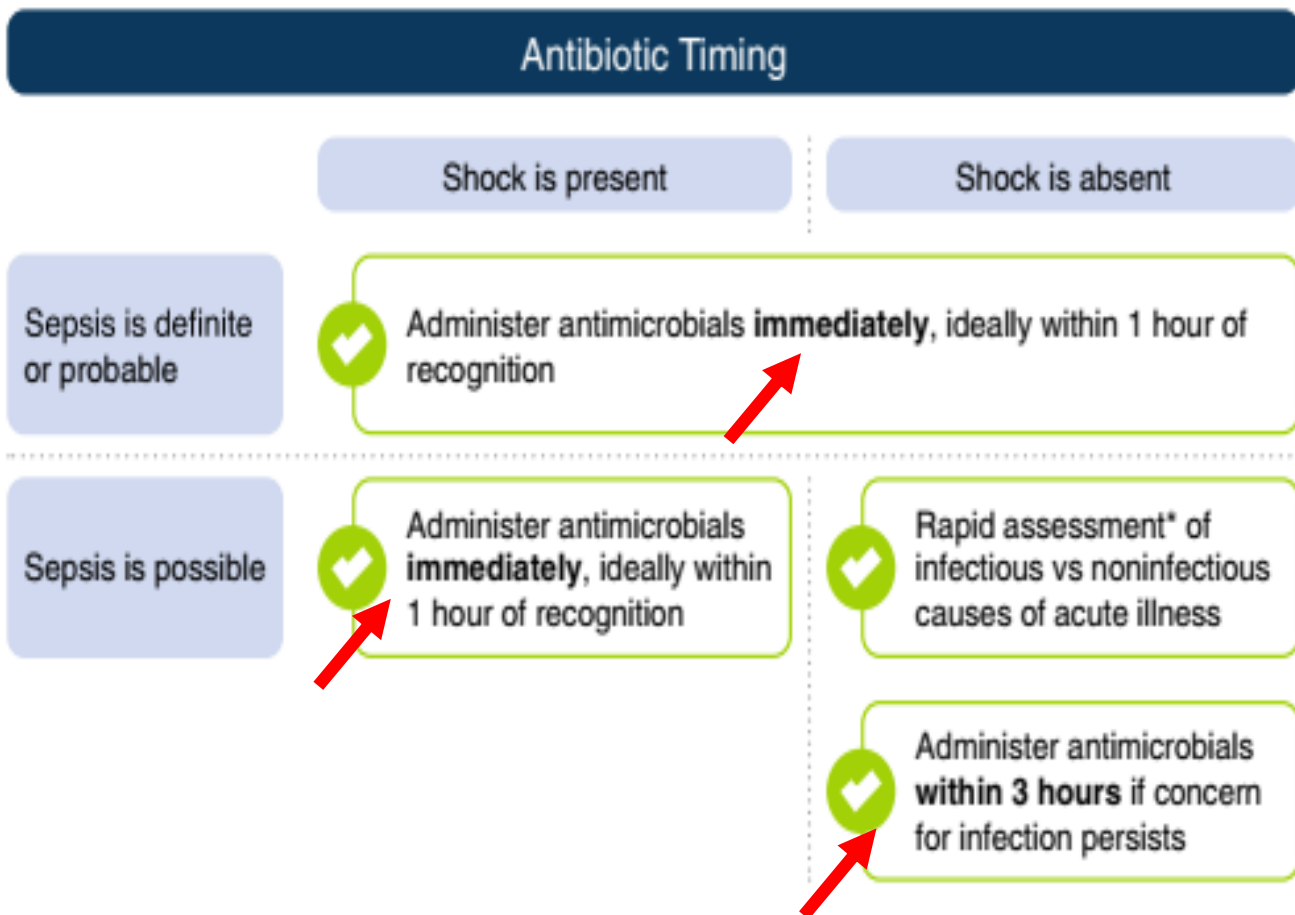 Antibiotic Timing
Shock is present
Shock is absent
Sepsis is definite
or probable
Administer antimicrobials immediately, ideally within 1 hour of
recognition
Sepsis is possible
Administer antimicrobials
immediately, ideally within
1 hour of recognition
Rapid assessment* of
infectious vs noninfectious
causes of acute illness
Administer antimicrobials
within 3 hours if concern
for infection persists